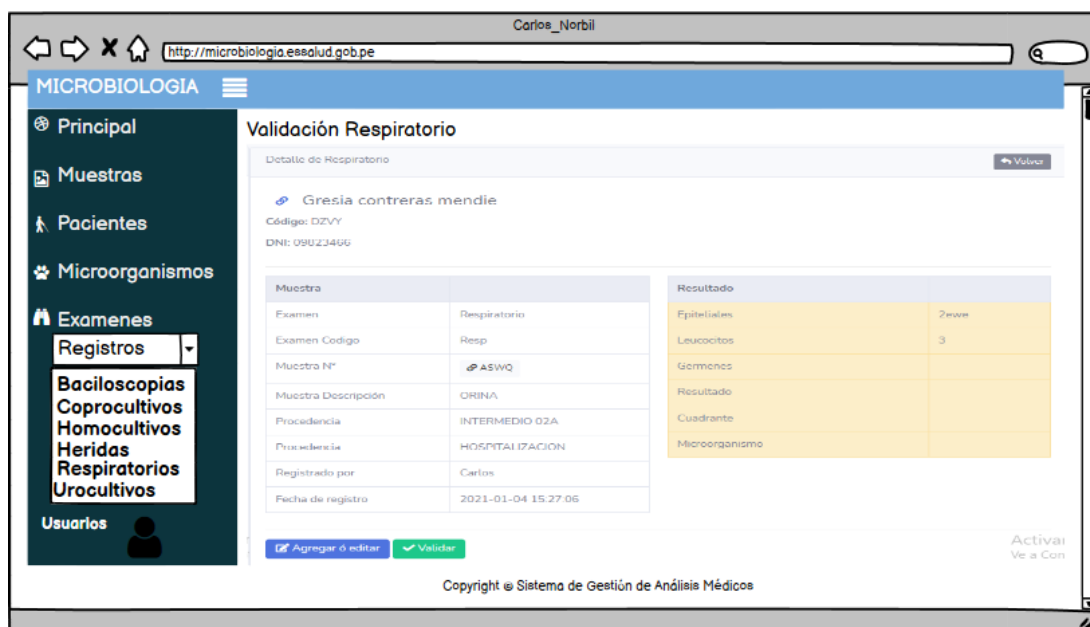 Carlos_Norbil
http://microbiologia.essalud.gob.pe
MICROBIOLOGIA
Principal
Muestras
Pacientes
Microorganismos
Examenes
Registros
Baciloscopias
Coprocultivos
Homocultivos
Heridas
Respiratorios
Urocultivos
Usuarios
Validación Respiratorio
Detalle de Respiratorio
Volver
Gresia contreras mendie
Código: DZVY
DNI: 09823466
Muestra
Examen Respiratorio
Examen Codigo Resp
Muestra N° ASWQ
Muestra Descripción ORINA
Procedencia INTERMEDIO 02A
Procedencia HOSPITALIZACION
Registrado por Carlos
Fecha de registro 2021-01-04 15:27:06
Resultado
Epiteliales 2ewe
Leucocitos 3
Germenes
Resultado
Cuadrante
Microorganismo
Agregar ó editar
Validar
Activar
Ve a Con
Copyright © Sistema de Gestión de Análisis Médicos